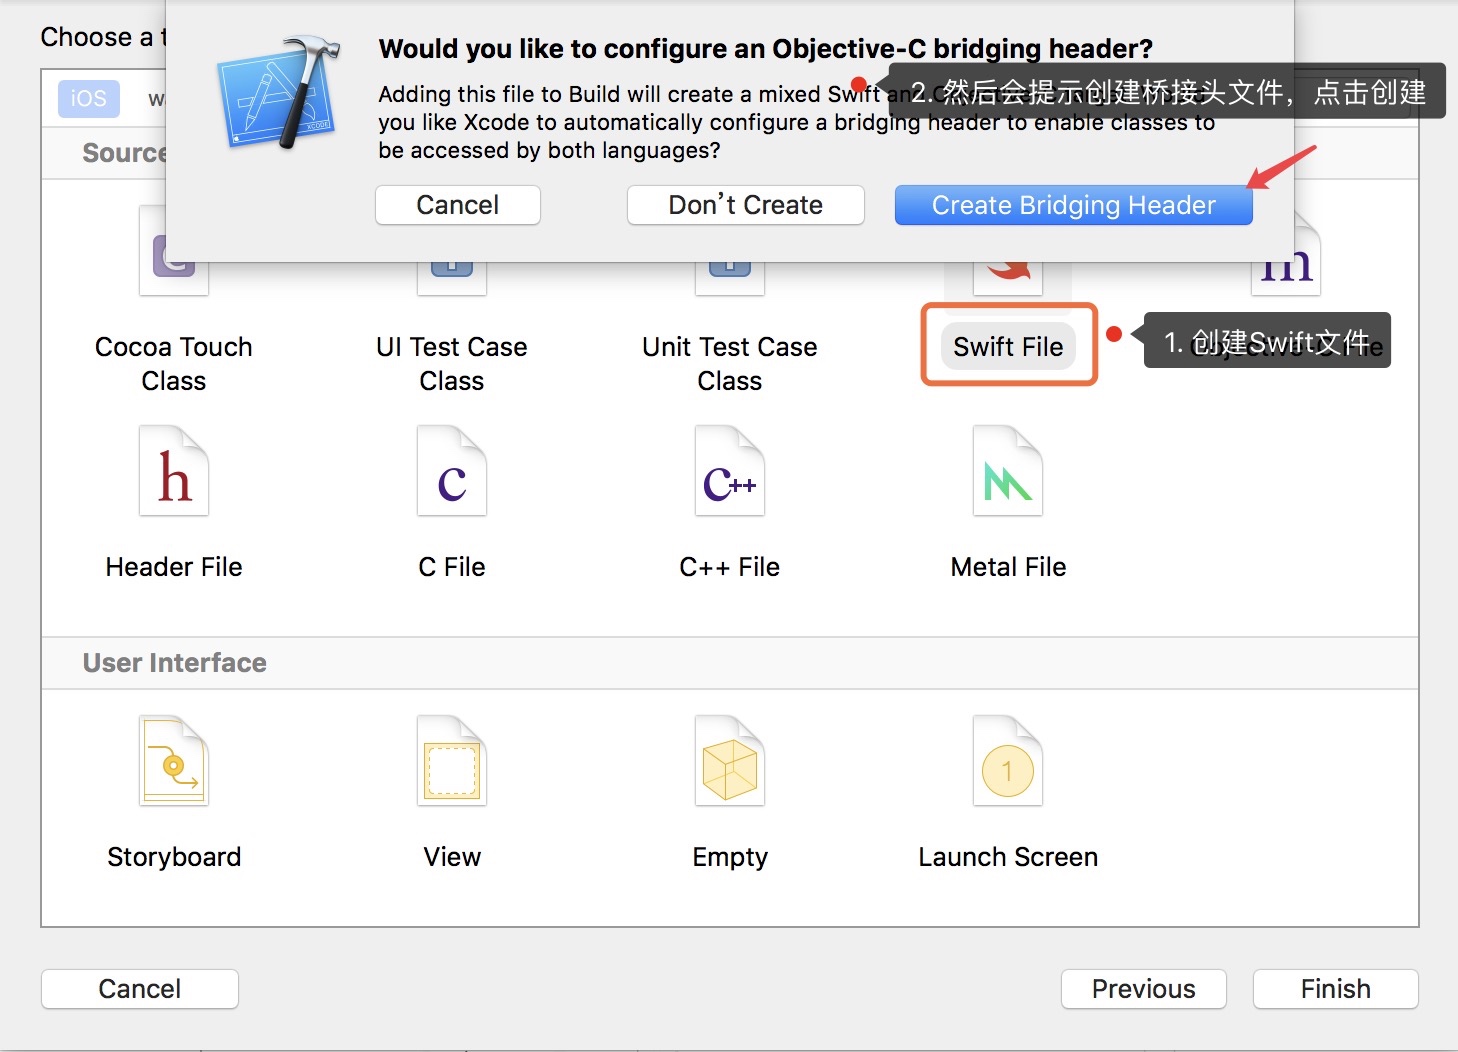 Choose a t
Would you like to configure an Objective-C bridging header?
iOS
Adding this file to Build will create a mixed Swift an
2. 然后会提示创建桥接头文件，点击创建
you like Xcode to automatically configure a bridging header to enable classes to
be accessed by both languages?
XCODE
Source
Cancel
Don't Create
Create Bridging Header
m
Cocoa Touch
Class
UI Test Case
Class
Unit Test Case
Class
Swift File
1. 创建Swift文件
h
c
C++
Header File
C File
C++ File
Metal File
User Interface
1
Storyboard
View
Empty
Launch Screen
Cancel
Previous
Finish